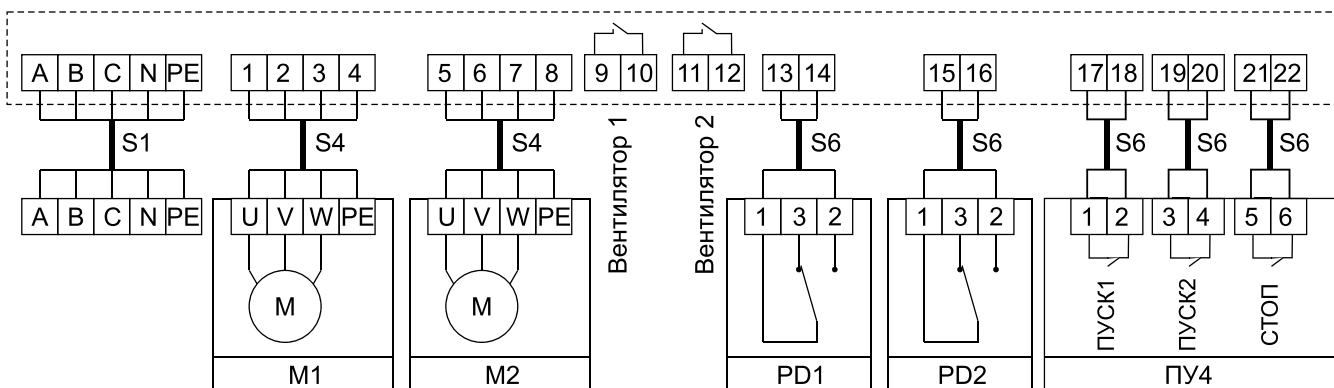 A B C N PE 1 2 3 4 5 6 7 8 9 10 11 12 13 14 15 16 17 18 19 20 21 22
S1 S4 S4 S6 S6 S6 S6 S6
Вентилятор 1
Вентилятор 2
A B C N PE U V W PE U V W PE 1 3 2 1 3 2 1 2 3 4 5 6
M M
ПУСК1
ПУСК2
СТОП
M1 M2 PD1 PD2 ПУ4